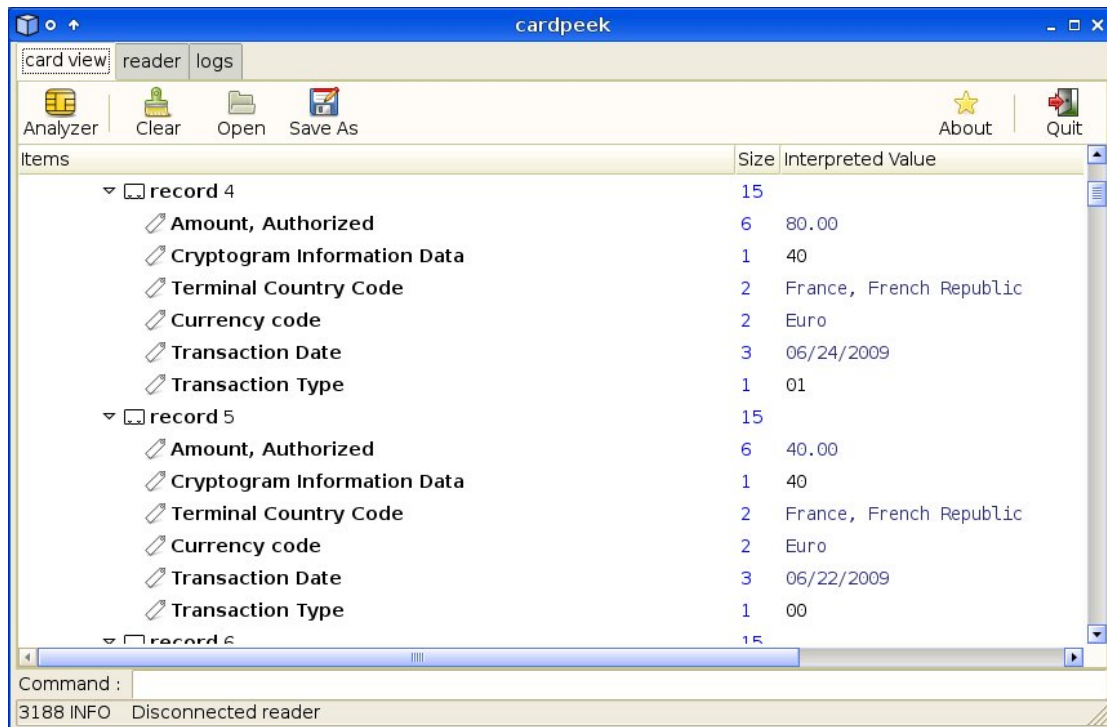 cardpeek
card view reader logs
Analyzer Clear Open Save As About Quit
Items Size Interpreted Value
record 4 15
Amount, Authorized 6 80.00
Cryptogram Information Data 1 40
Terminal Country Code 2 France, French Republic
Currency code 2 Euro
Transaction Date 3 06/24/2009
Transaction Type 1 01
record 5 15
Amount, Authorized 6 40.00
Cryptogram Information Data 1 40
Terminal Country Code 2 France, French Republic
Currency code 2 Euro
Transaction Date 3 06/22/2009
Transaction Type 1 00
record 6 15
Command :
3188 INFO Disconnected reader